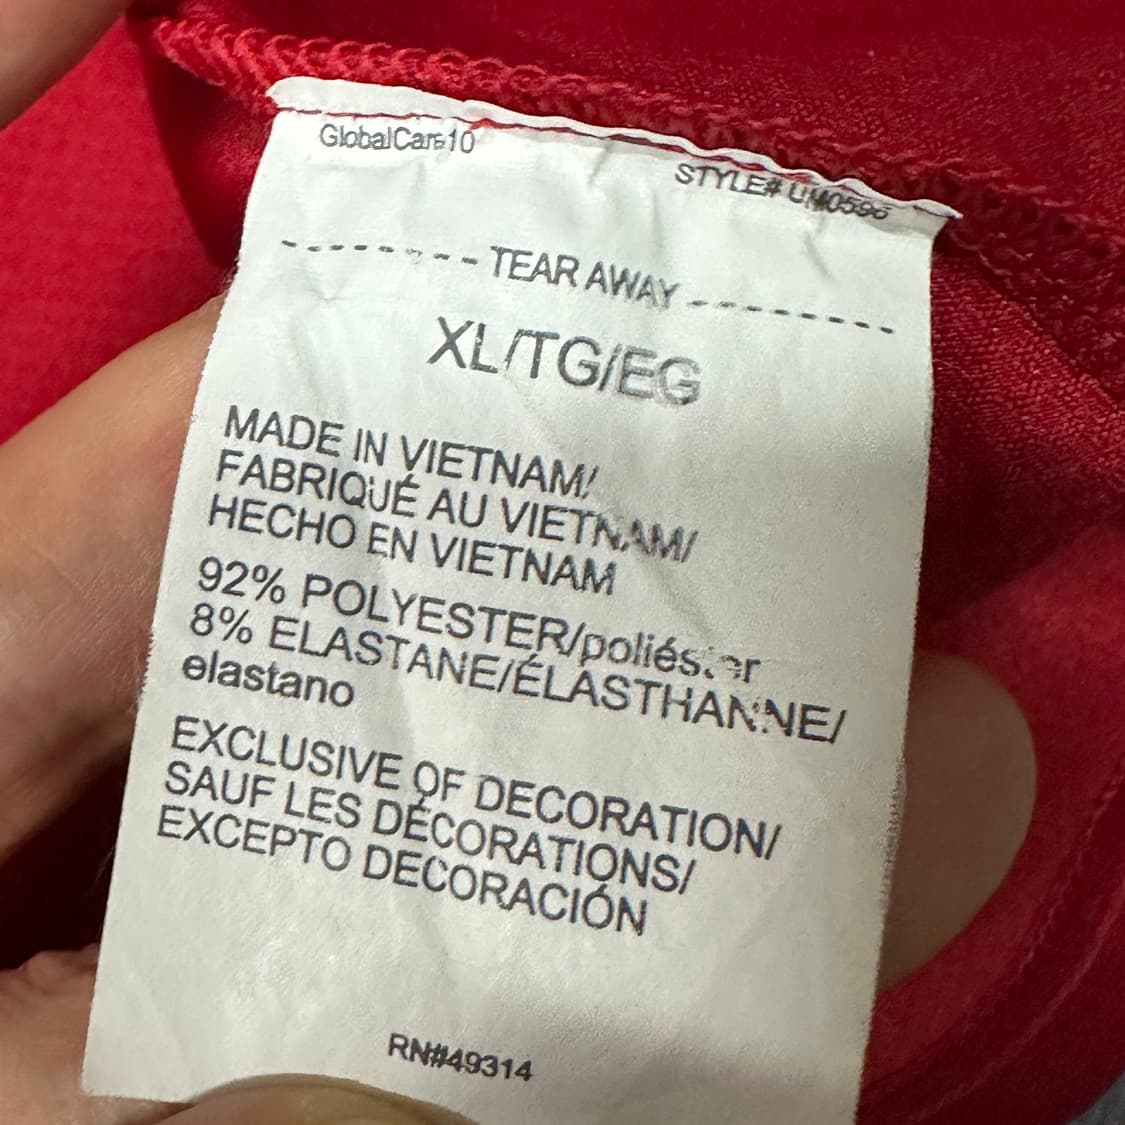 GlobalCare10
STYLE# UM0596
TEAR AWAY
XL/TG/EG
MADE IN VIETNAM/
FABRIQUÉ AU VIETNAM/
HECHO EN VIETNAM
92% POLYESTER/poliéster
8% ELASTANE/ÉLASTHANNE/
elastano
EXCLUSIVE OF DECORATION/
SAUF LES DÉCORATIONS/
EXCEPTO DECORACIÓN
RN#49314